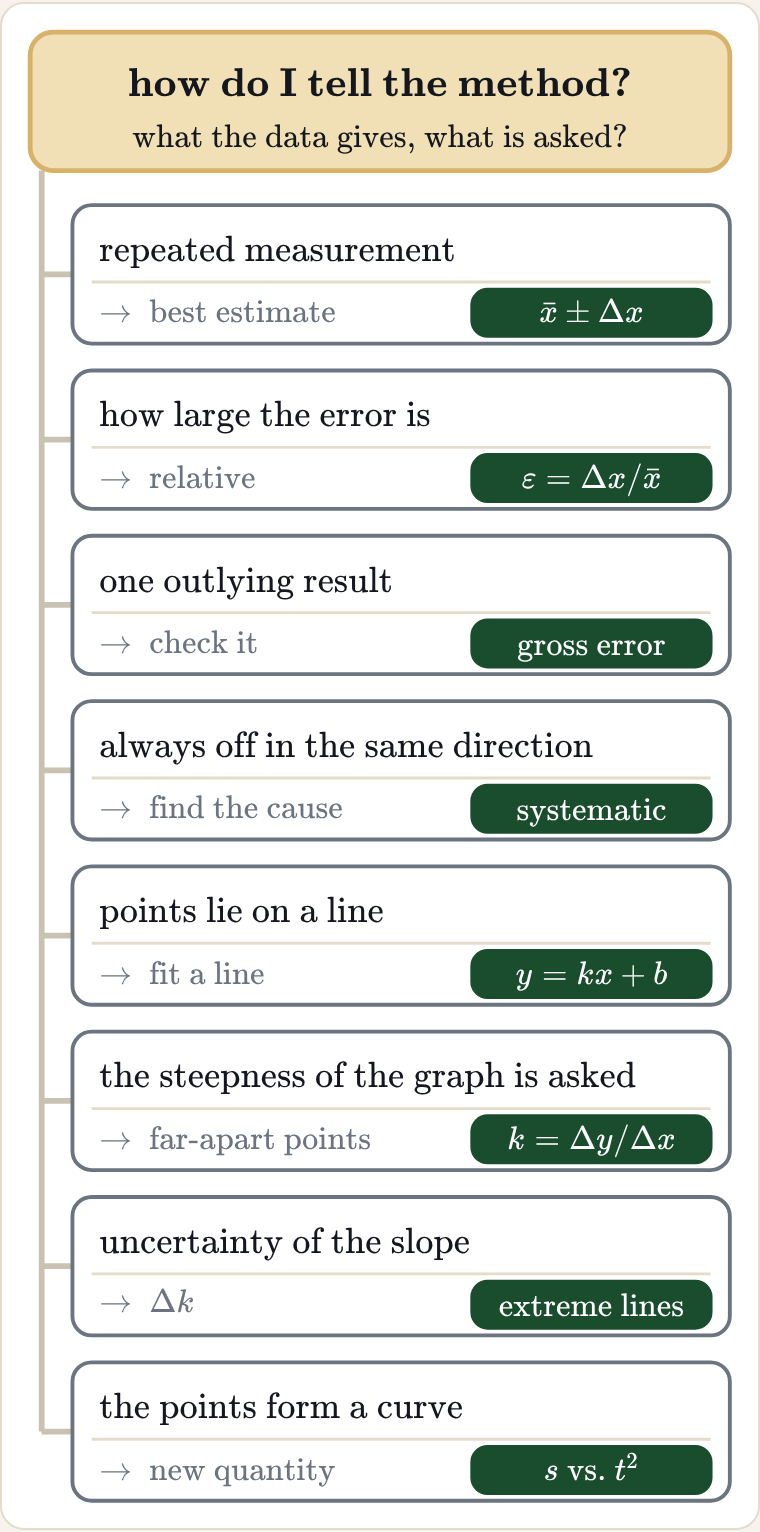 how do I tell the method?
what the data gives, what is asked?
repeated measurement
→ best estimate x̄ ± Δx
how large the error is
→ relative ε = Δx/x̄
one outlying result
→ check it gross error
always off in the same direction
→ find the cause systematic
points lie on a line
→ fit a line y = kx + b
the steepness of the graph is asked
→ far-apart points k = Δy/Δx
uncertainty of the slope
→ Δk extreme lines
the points form a curve
→ new quantity s vs. t²